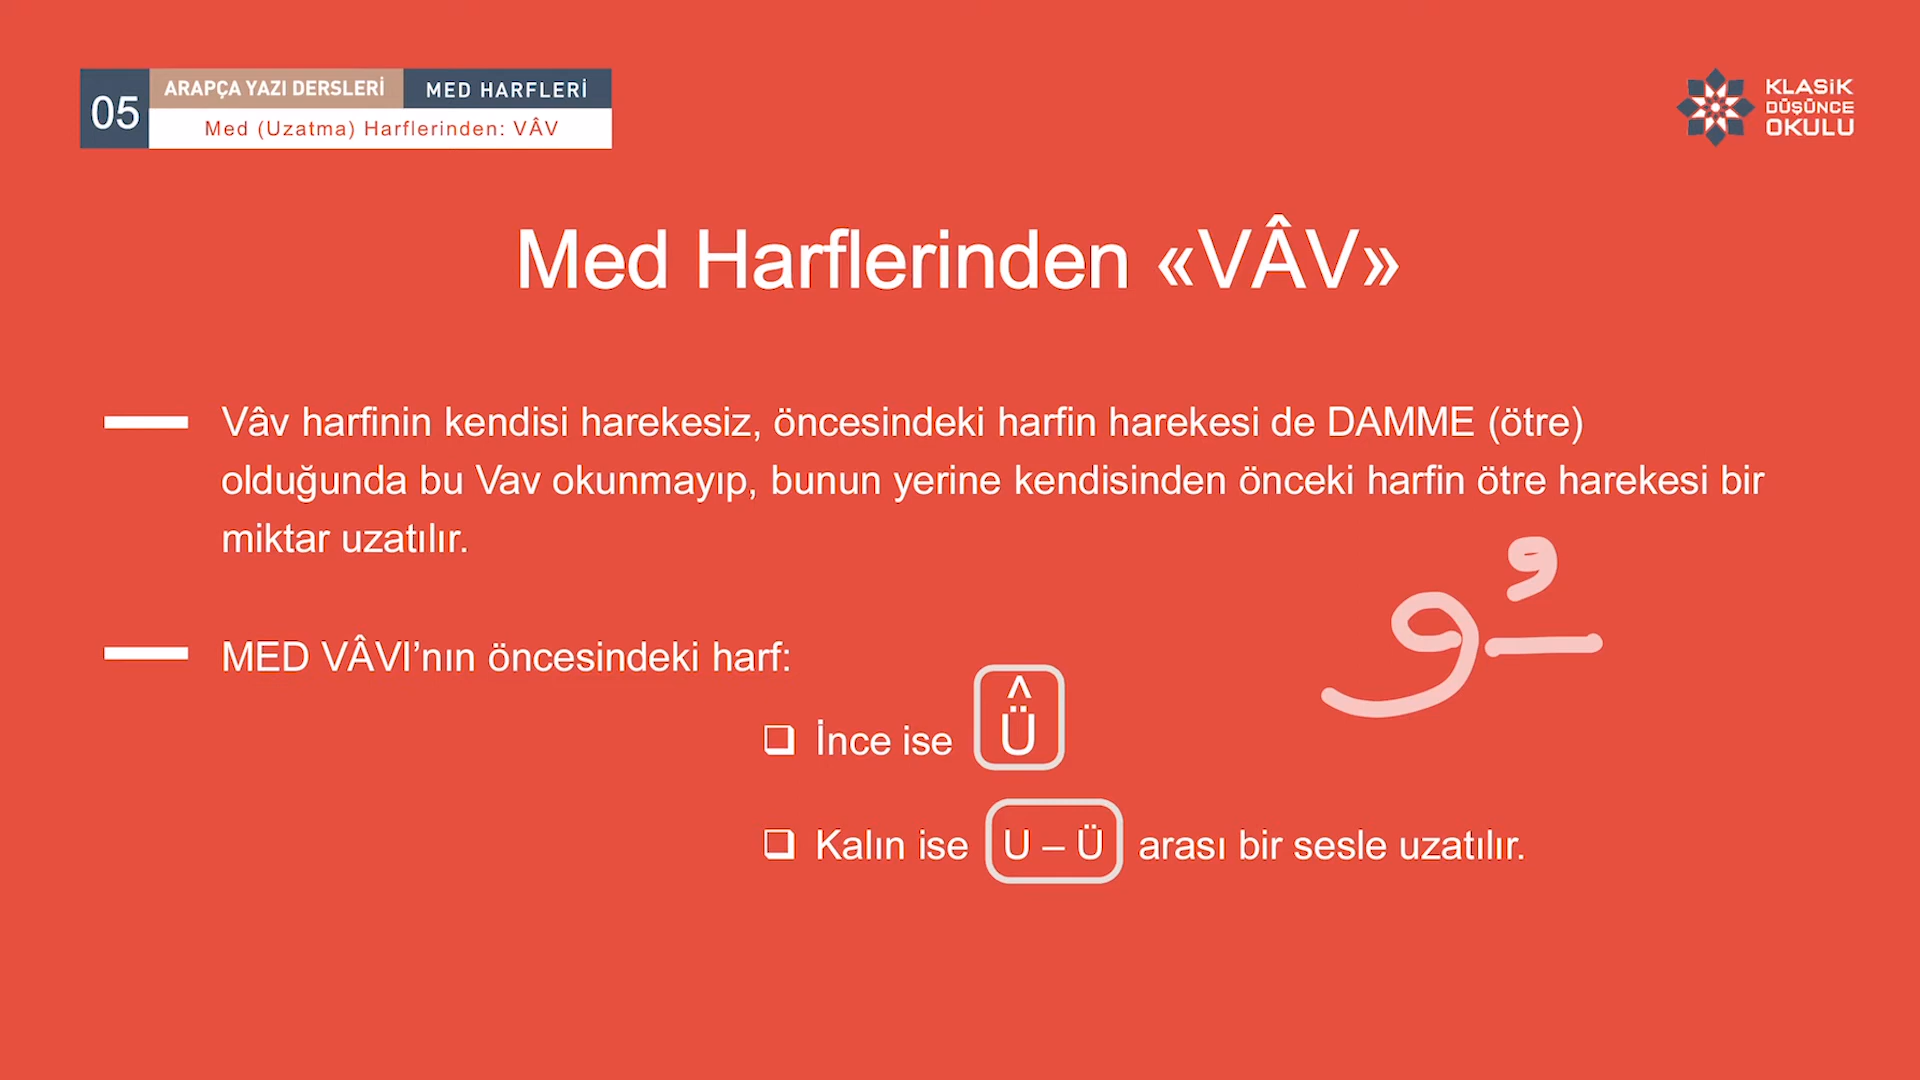 05
ARAPÇA YAZI DERSLERİ
MED HARFLERİ
Med (Uzatma) Harflerinden: VÂV
KLASİK
DÜŞÜNCE
OKULU
Med Harflerinden «VÂV»
Vâv harfinin kendisi harekesiz, öncesindeki harfin harekesi de DAMME (ötre)
olduğunda bu Vav okunmayıp, bunun yerine kendisinden önceki harfin ötre harekesi bir
miktar uzatılır.
ـُو
MED VÂVI’nın öncesindeki harf:
❑ İnce ise Ü̂
❑ Kalın ise U – Ü arası bir sesle uzatılır.